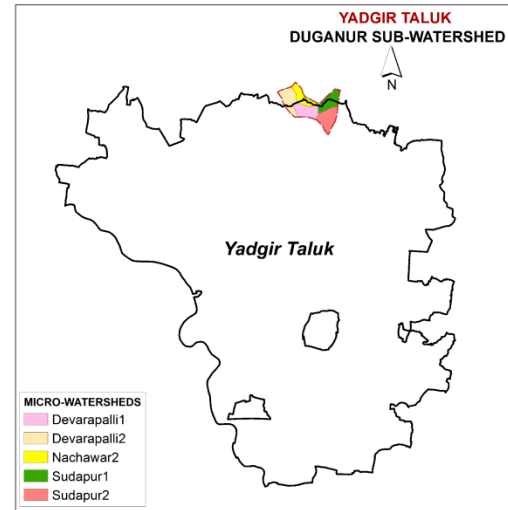 YADGIR TALUK
DUGANUR SUB-WATERSHED
N
Yadgir Taluk
MICRO-WATERSHEDS
Devarapalli1
Devarapalli2
Nachawar2
Sudapur1
Sudapur2